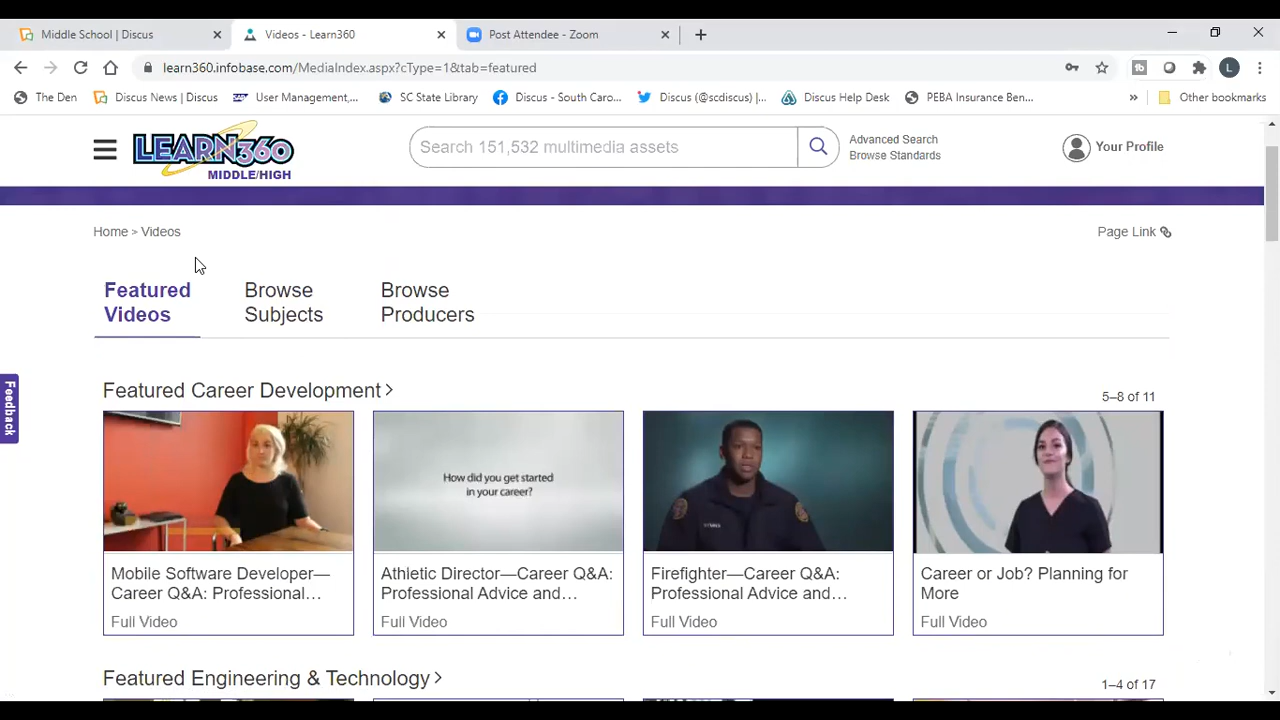 Middle School | Discus
Videos - Learn360
Post Attendee - Zoom
learn360.infobase.com/MediaIndex.aspx?cType=1&tab=featured
L
The Den
Discus News | Discus
User Management,...
SC State Library
Discus - South Caro...
Discus (@scdiscus) |...
Discus Help Desk
PEBA Insurance Ben...
»
Other bookmarks
LEARN360
MIDDLE/HIGH
Search 151,532 multimedia assets
Advanced Search
Browse Standards
Your Profile
Home > Videos
Page Link
Featured
Videos
Browse
Subjects
Browse
Producers
Feedback
Featured Career Development >
5–8 of 11
How did you get started
in your career?
Mobile Software Developer—
Career Q&A: Professional...
Full Video
Athletic Director—Career Q&A:
Professional Advice and...
Full Video
Firefighter—Career Q&A:
Professional Advice and...
Full Video
Career or Job? Planning for
More
Full Video
Featured Engineering & Technology >
1–4 of 17